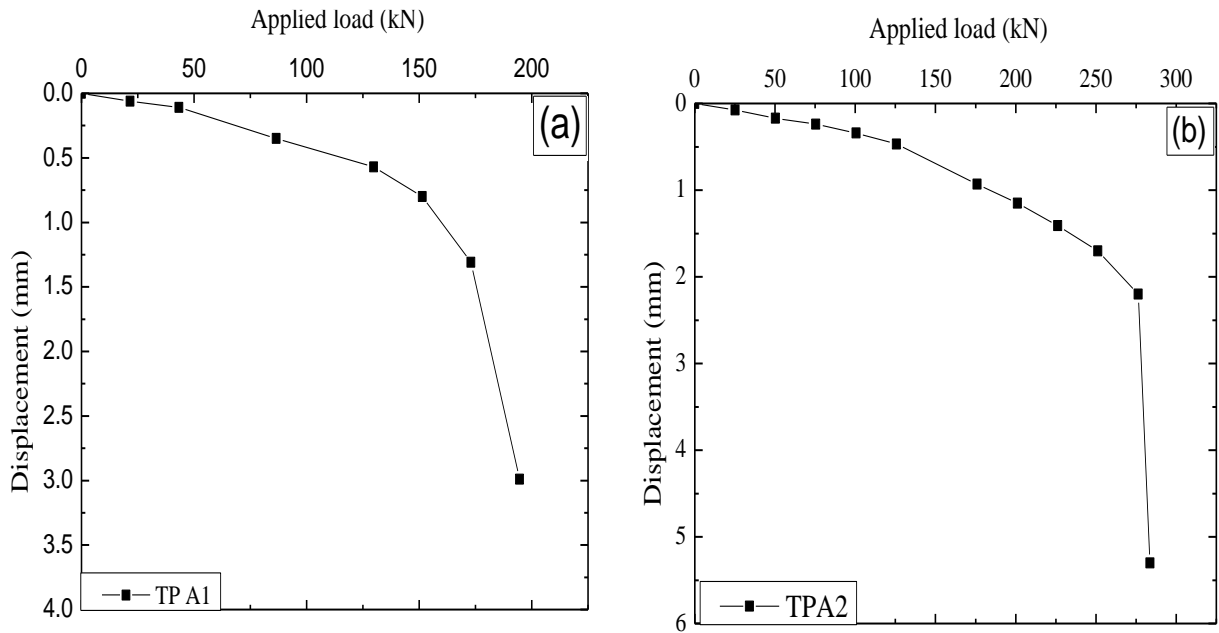 Applied load (kN)
0 50 100 150 200
0.0
0.5
1.0
1.5
2.0
2.5
3.0
3.5
4.0
Displacement (mm)
(a)
TP A1
Applied load (kN)
0 50 100 150 200 250 300
0
1
2
3
4
5
6
Displacement (mm)
(b)
TPA2